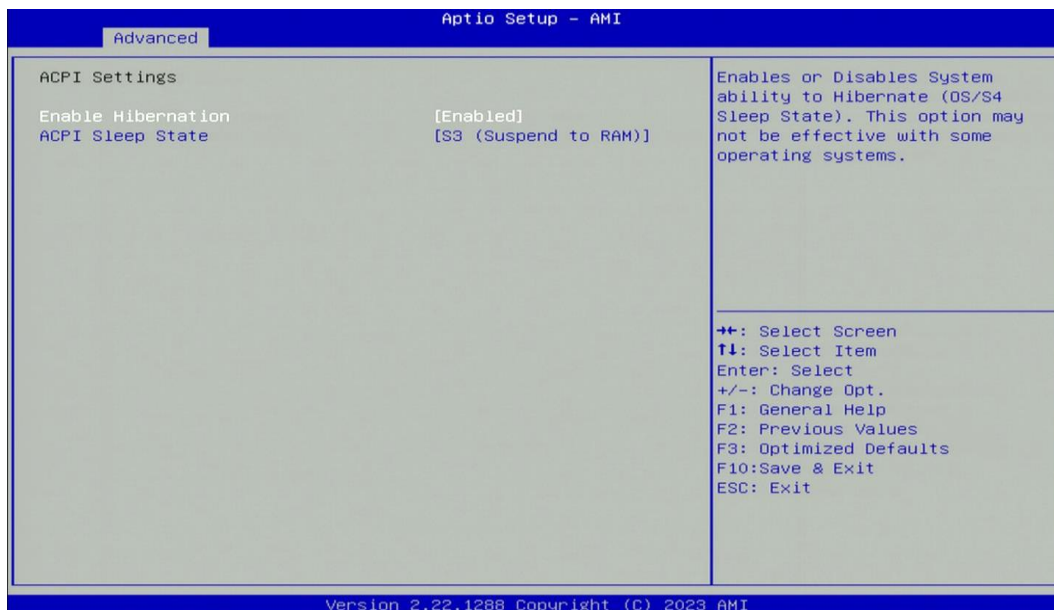 Aptio Setup – AMI
Advanced
ACPI Settings
Enable Hibernation [Enabled]
ACPI Sleep State [S3 (Suspend to RAM)]
Enables or Disables System
ability to Hibernate (OS/S4
Sleep State). This option may
not be effective with some
operating systems.
→←: Select Screen
↑↓: Select Item
Enter: Select
+/-: Change Opt.
F1: General Help
F2: Previous Values
F3: Optimized Defaults
F10:Save & Exit
ESC: Exit
Version 2.22.1288 Copyright (C) 2023 AMI